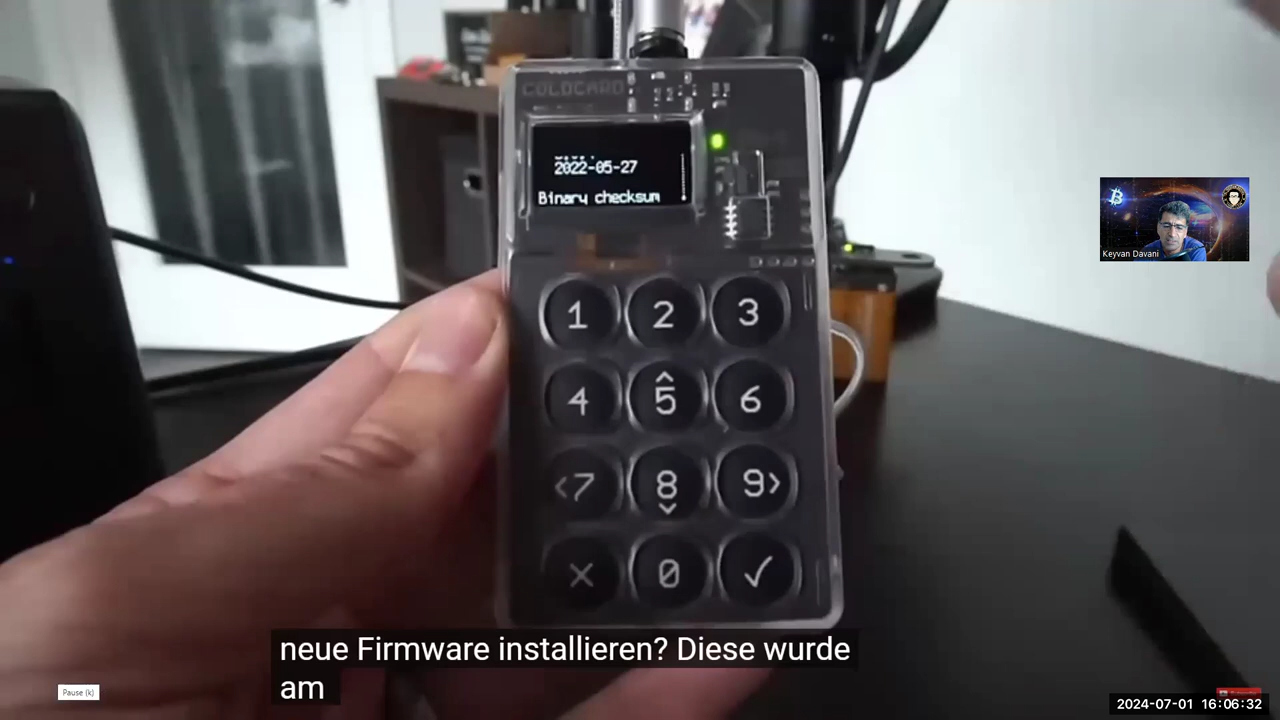 COLDCARD
2022-05-27
Binary checksum
Keyvan Davani
1 2 3
4 5 6
<7 8 9>
0
neue Firmware installieren? Diese wurde
am
Pause (k)
2024-07-01 16:06:32